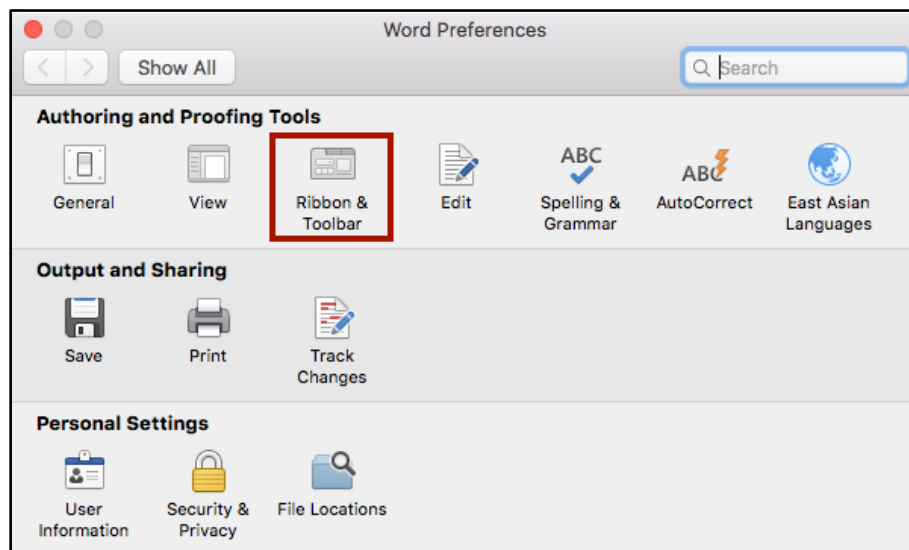 Word Preferences
Show All
Search
Authoring and Proofing Tools
General
View
Ribbon &
Toolbar
Edit
ABC
Spelling &
Grammar
ABC
AutoCorrect
East Asian
Languages
Output and Sharing
Save
Print
Track
Changes
Personal Settings
User
Information
Security &
Privacy
File Locations